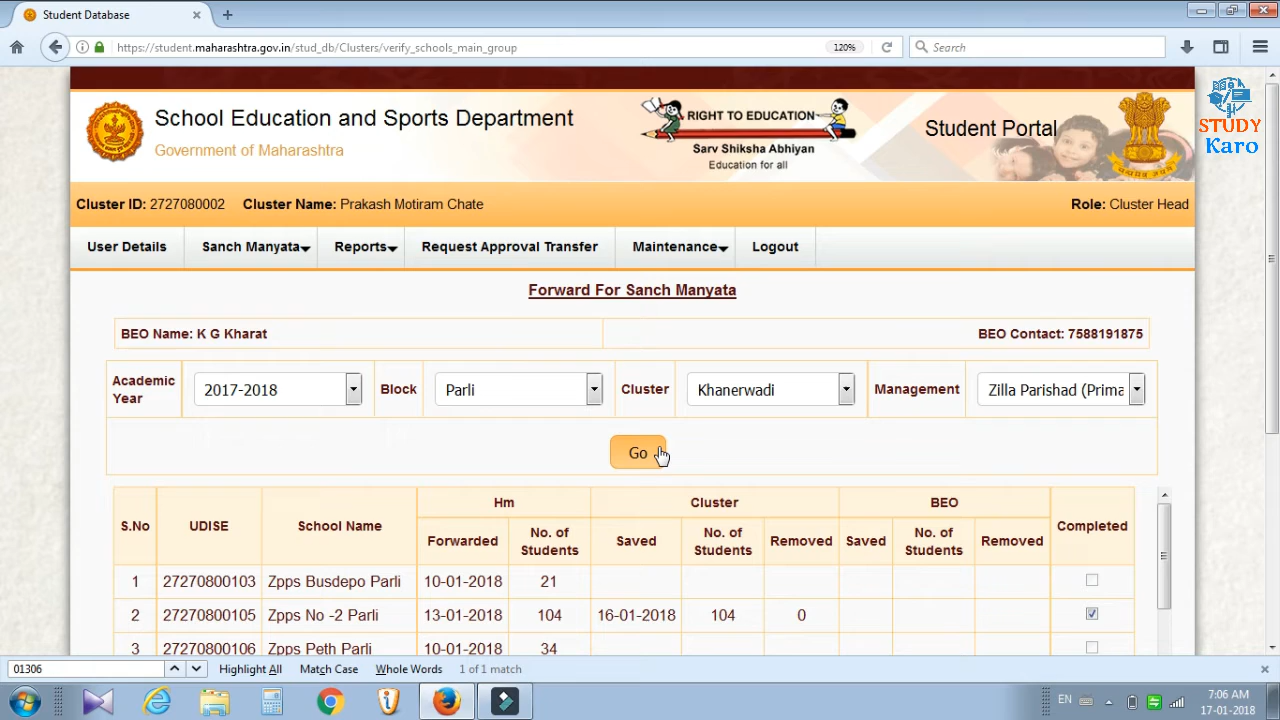 Student Database
https://student.maharashtra.gov.in/stud_db/Clusters/verify_schools_main_group
120%
Search
School Education and Sports Department
Government of Maharashtra
RIGHT TO EDUCATION
Sarv Shiksha Abhiyan
Education for all
Student Portal
STUDY
Karo
Cluster ID: 2727080002 Cluster Name: Prakash Motiram Chate Role: Cluster Head
User Details Sanch Manyata Reports Request Approval Transfer Maintenance Logout
Forward For Sanch Manyata
BEO Name: K G Kharat BEO Contact: 7588191875
Academic Year 2017-2018 Block Parli Cluster Khanerwadi Management Zilla Parishad (Prima
Go
S.No UDISE School Name Hm Cluster BEO Completed
Forwarded No. of Students Saved No. of Students Removed Saved No. of Students Removed
1 27270800103 Zpps Busdepo Parli 10-01-2018 21
2 27270800105 Zpps No -2 Parli 13-01-2018 104 16-01-2018 104 0
3 27270800106 Zpps Peth Parli 10-01-2018 34
01306 Highlight All Match Case Whole Words 1 of 1 match
EN 7:06 AM
17-01-2018